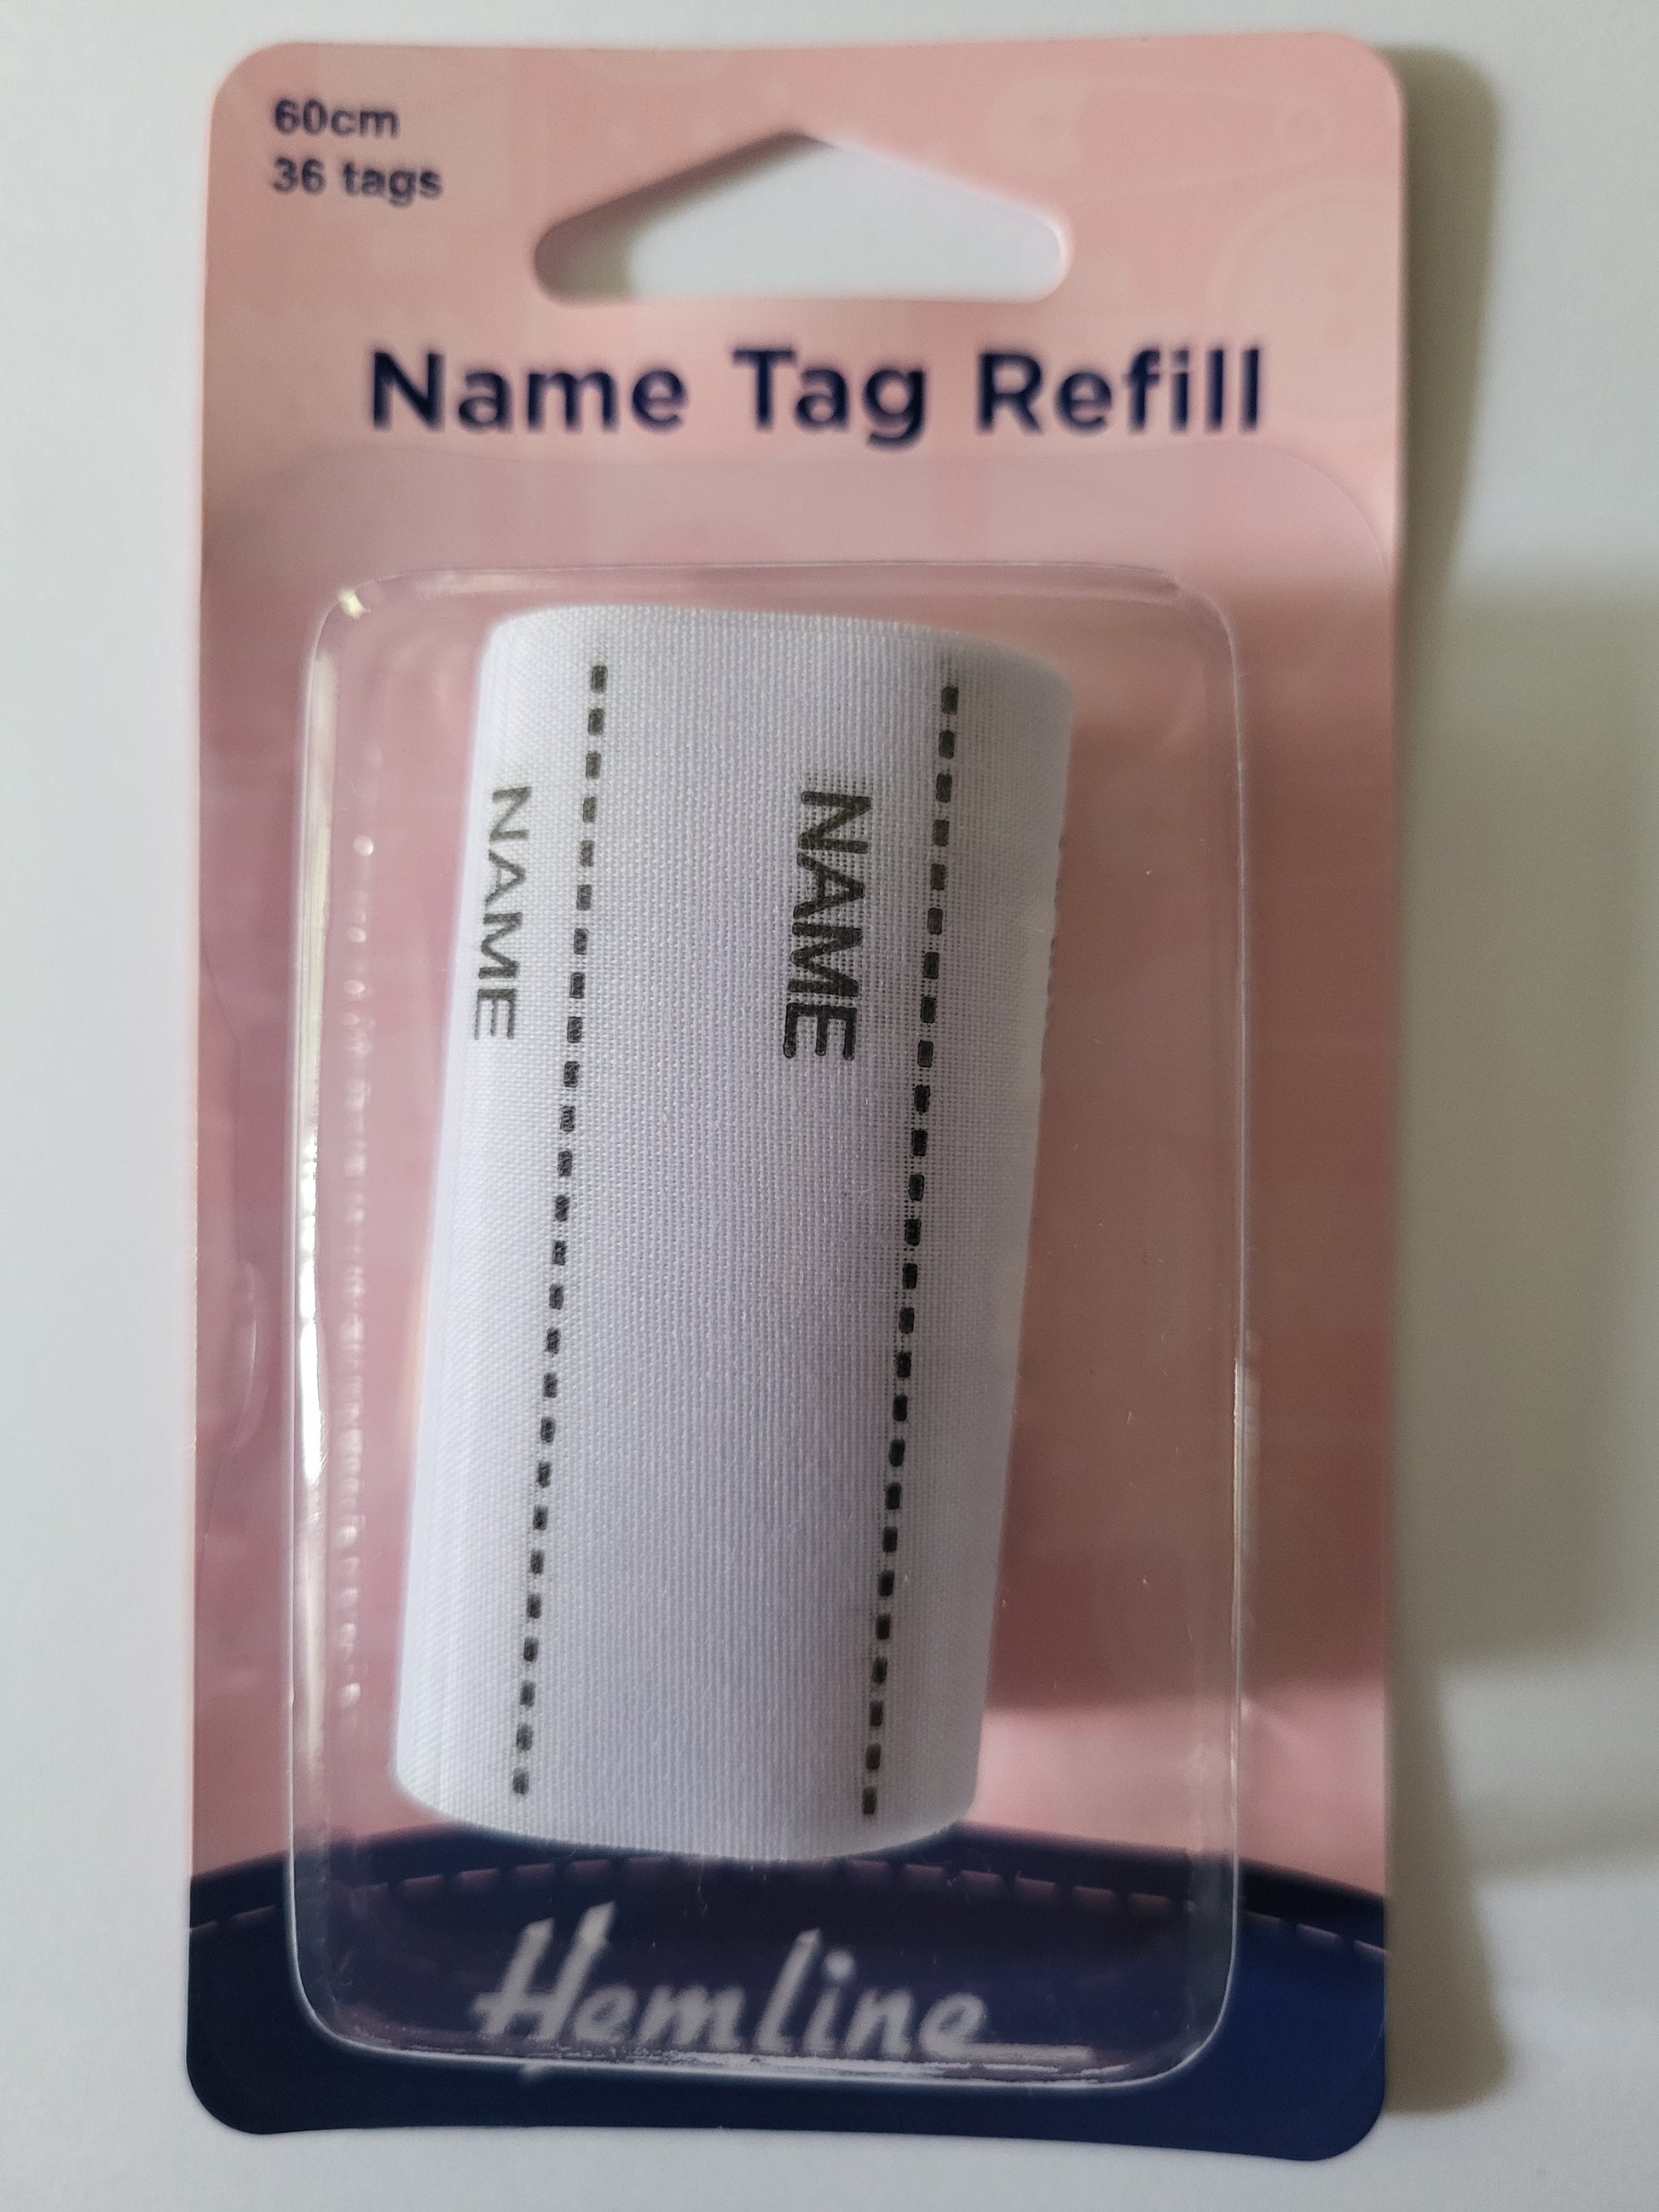 60cm
36 tags
Name Tag Refill
NAME
NAME
Hemline